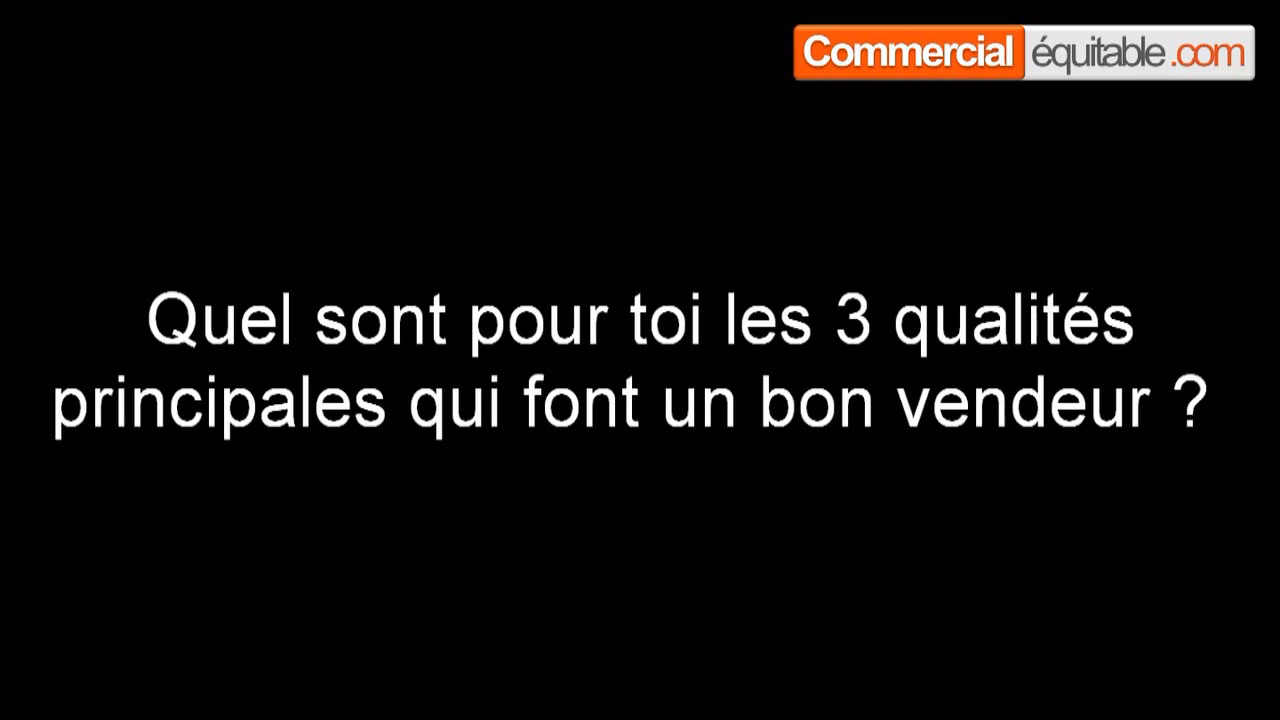 Commercial équitable.com
Quel sont pour toi les 3 qualités
principales qui font un bon vendeur ?